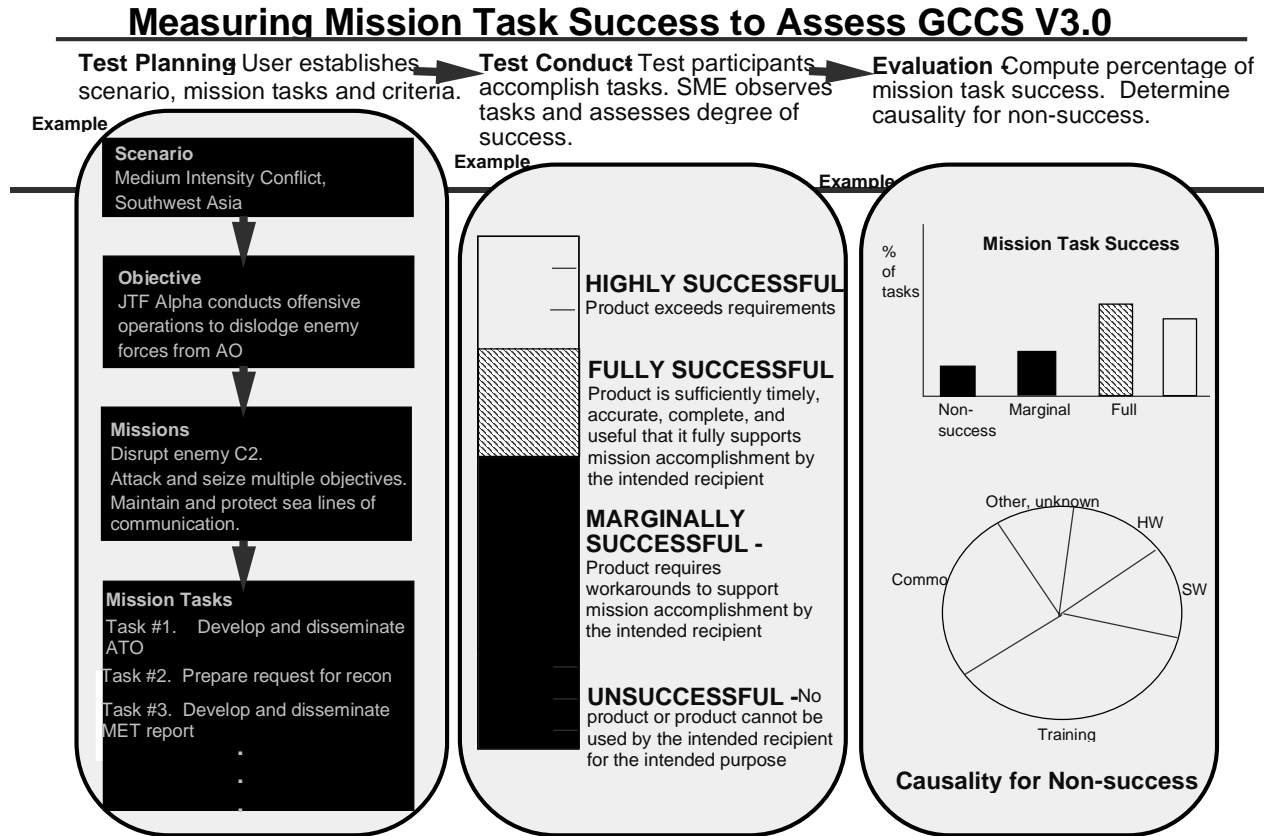 Measuring Mission Task Success to Assess GCCS V3.0
Test Planning - User establishes
scenario, mission tasks and criteria.
Test Conduct - Test participants
accomplish tasks. SME observes
tasks and assesses degree of
success.
Evaluation - Compute percentage of
mission task success. Determine
causality for non-success.
Example
Scenario
Medium Intensity Conflict,
Southwest Asia
Objective
JTF Alpha conducts offensive
operations to dislodge enemy
forces from AO
Missions
Disrupt enemy C2.
Attack and seize multiple objectives.
Maintain and protect sea lines of
communication.
Mission Tasks
Task #1. Develop and disseminate
ATO
Task #2. Prepare request for recon
Task #3. Develop and disseminate
MET report
.
.
.
Example
HIGHLY SUCCESSFUL
Product exceeds requirements
FULLY SUCCESSFUL
Product is sufficiently timely,
accurate, complete, and
useful that it fully supports
mission accomplishment by
the intended recipient
MARGINALLY
SUCCESSFUL -
Product requires
workarounds to support
mission accomplishment by
the intended recipient
UNSUCCESSFUL - No
product or product cannot be
used by the intended recipient
for the intended purpose
Example
Mission Task Success
%
of
tasks
Non-
success
Marginal
Full
Other, unknown
HW
SW
Commo
Training
Causality for Non-success